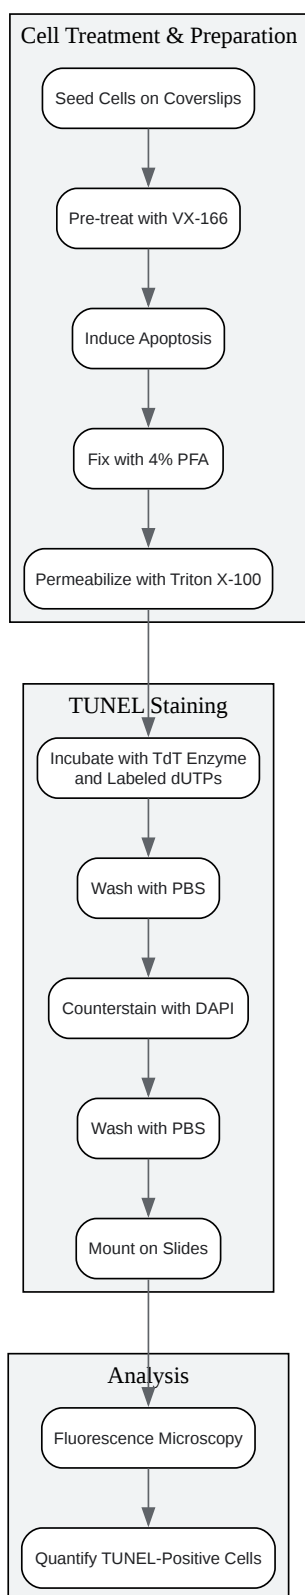 Cell Treatment & Preparation
Seed Cells on Coverslips
Pre-treat with VX-166
Induce Apoptosis
Fix with 4% PFA
Permeabilize with Triton X-100
TUNEL Staining
Incubate with TdT Enzyme
and Labeled dUTPs
Wash with PBS
Counterstain with DAPI
Wash with PBS
Mount on Slides
Analysis
Fluorescence Microscopy
Quantify TUNEL-Positive Cells